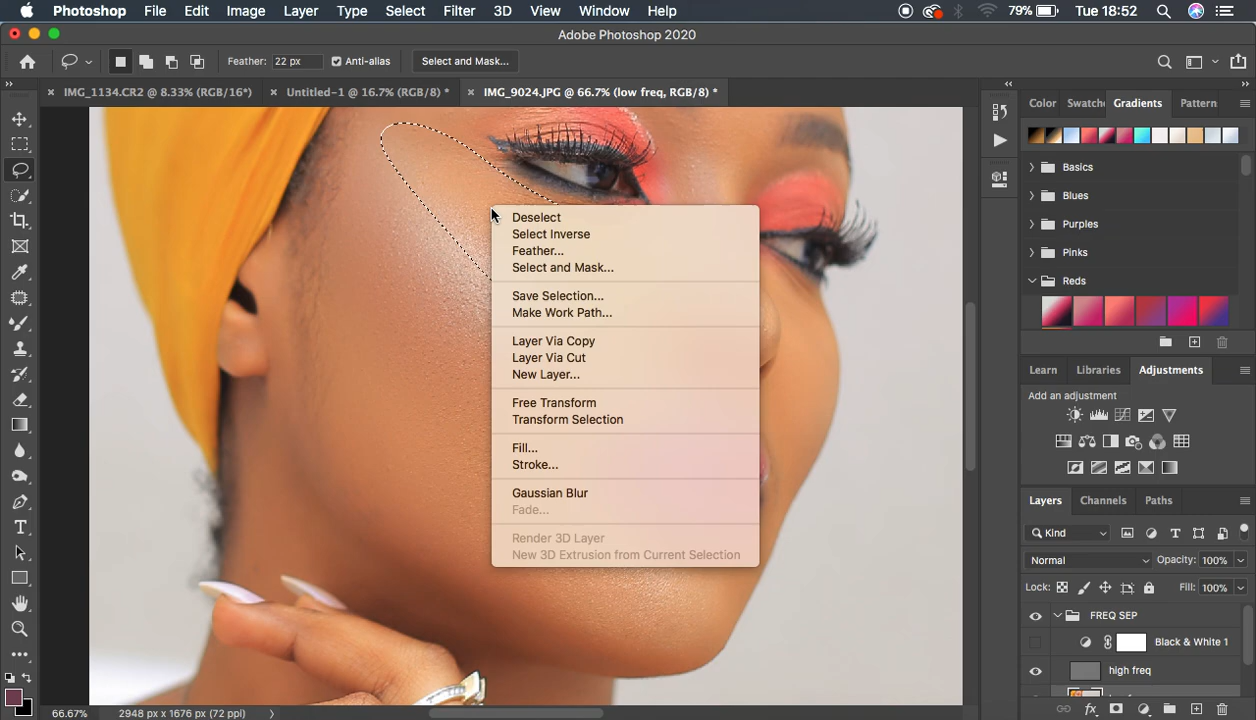 Photoshop File Edit Image Layer Type Select Filter 3D View Window Help 79% Tue 18:52
Adobe Photoshop 2020
Feather: 22 px Anti-alias Select and Mask...
IMG_1134.CR2 @ 8.33% (RGB/16*) Untitled-1 @ 16.7% (RGB/8) * IMG_9024.JPG @ 66.7% (low freq, RGB/8) *
Color Swatche Gradients Pattern
Basics
Blues
Purples
Pinks
Reds
Deselect
Select Inverse
Feather...
Select and Mask...
Save Selection...
Make Work Path...
Layer Via Copy
Layer Via Cut
New Layer...
Free Transform
Transform Selection
Fill...
Stroke...
Gaussian Blur
Fade...
Render 3D Layer
New 3D Extrusion from Current Selection
Learn Libraries Adjustments
Add an adjustment
Layers Channels Paths
Kind
Normal Opacity: 100%
Lock: Fill: 100%
FREQ SEP
Black & White 1
high freq
66.67% 2948 px x 1676 px (72 ppi)